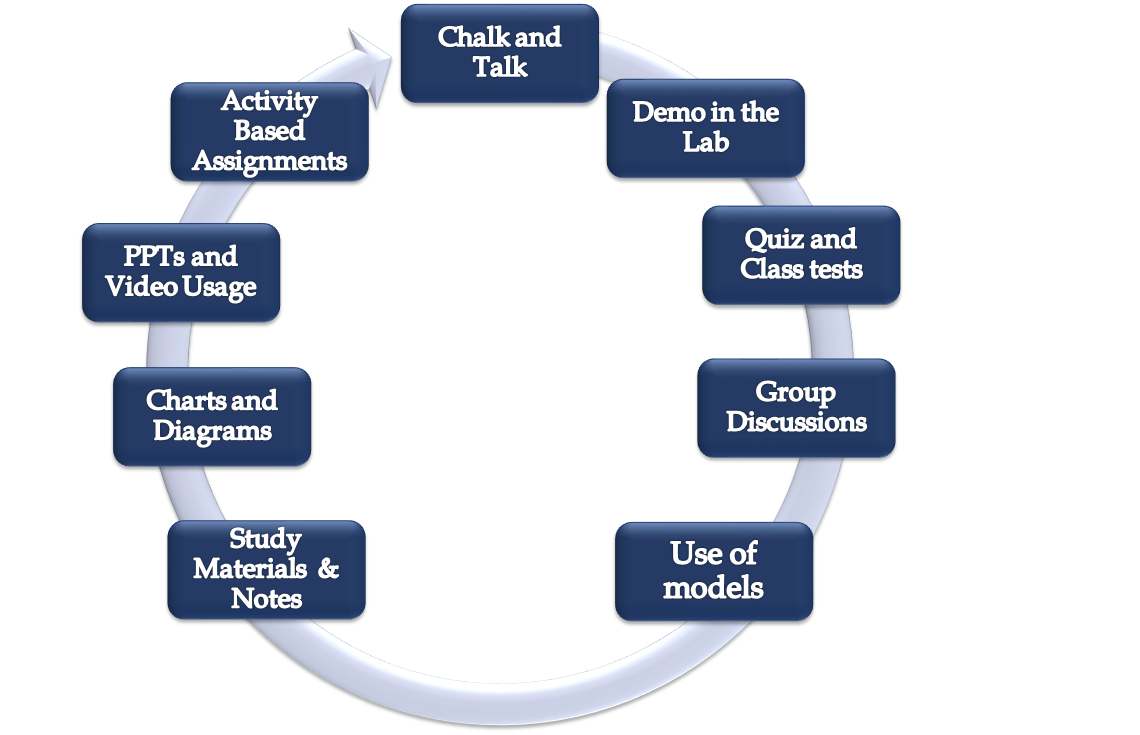 Chalk and
Talk
Demo in the
Lab
Quiz and
Class tests
Group
Discussions
Use of
models
Study
Materials &
Notes
Charts and
Diagrams
PPTs and
Video Usage
Activity
Based
Assignments